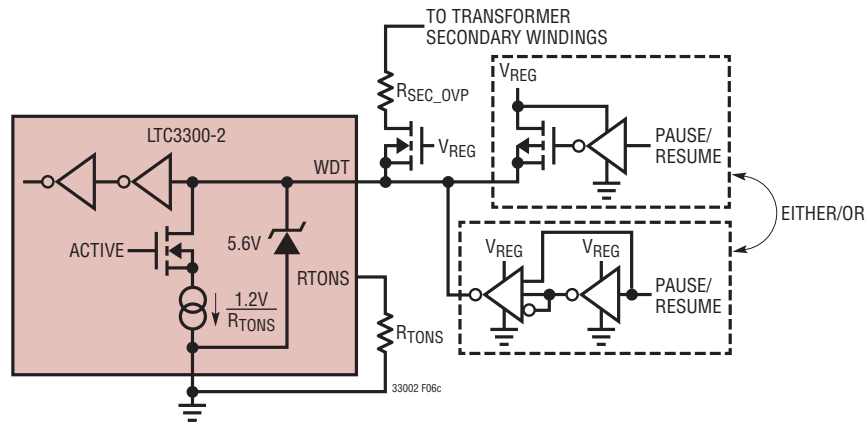 TO TRANSFORMER
SECONDARY WINDINGS
RSEC_OVP
VREG
VREG
PAUSE/
RESUME
LTC3300-2
WDT
ACTIVE
5.6V
RTONS
1.2V
RTONS
RTONS
EITHER/OR
VREG
VREG
PAUSE/
RESUME
33002 F06c